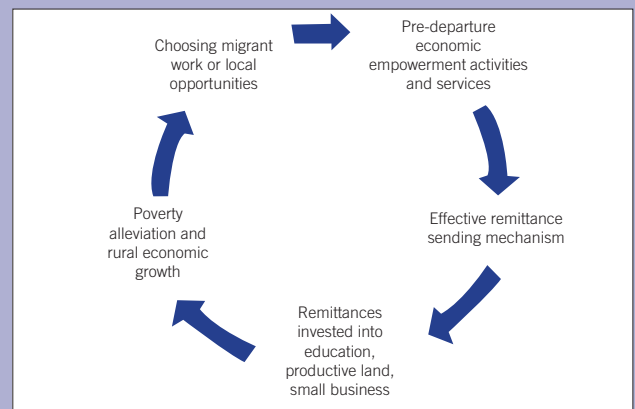 Choosing migrant
work or local
opportunities
Pre-departure
economic
empowerment activities
and services
Effective remittance
sending mechanism
Remittances
invested into
education,
productive land,
small business
Poverty
alleviation and
rural economic
growth